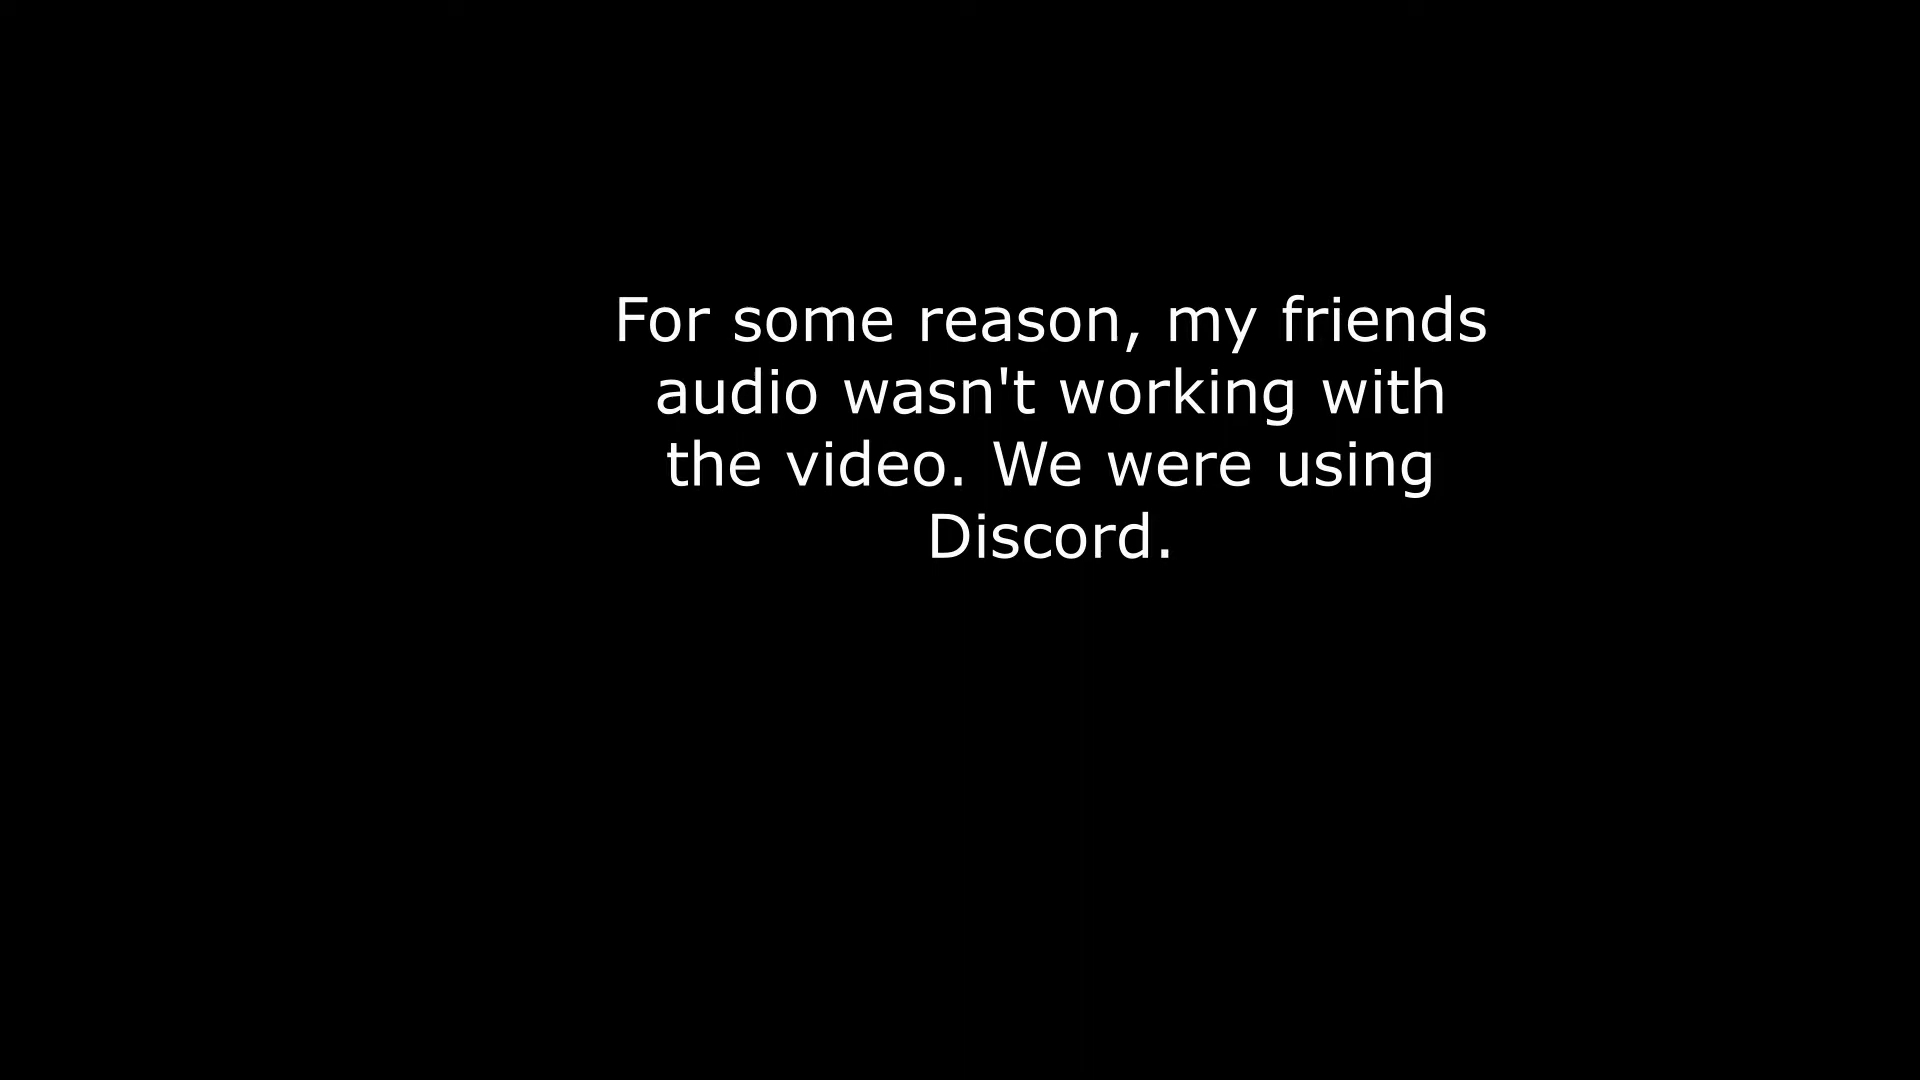 For some reason, my friends
audio wasn't working with
the video. We were using
Discord.